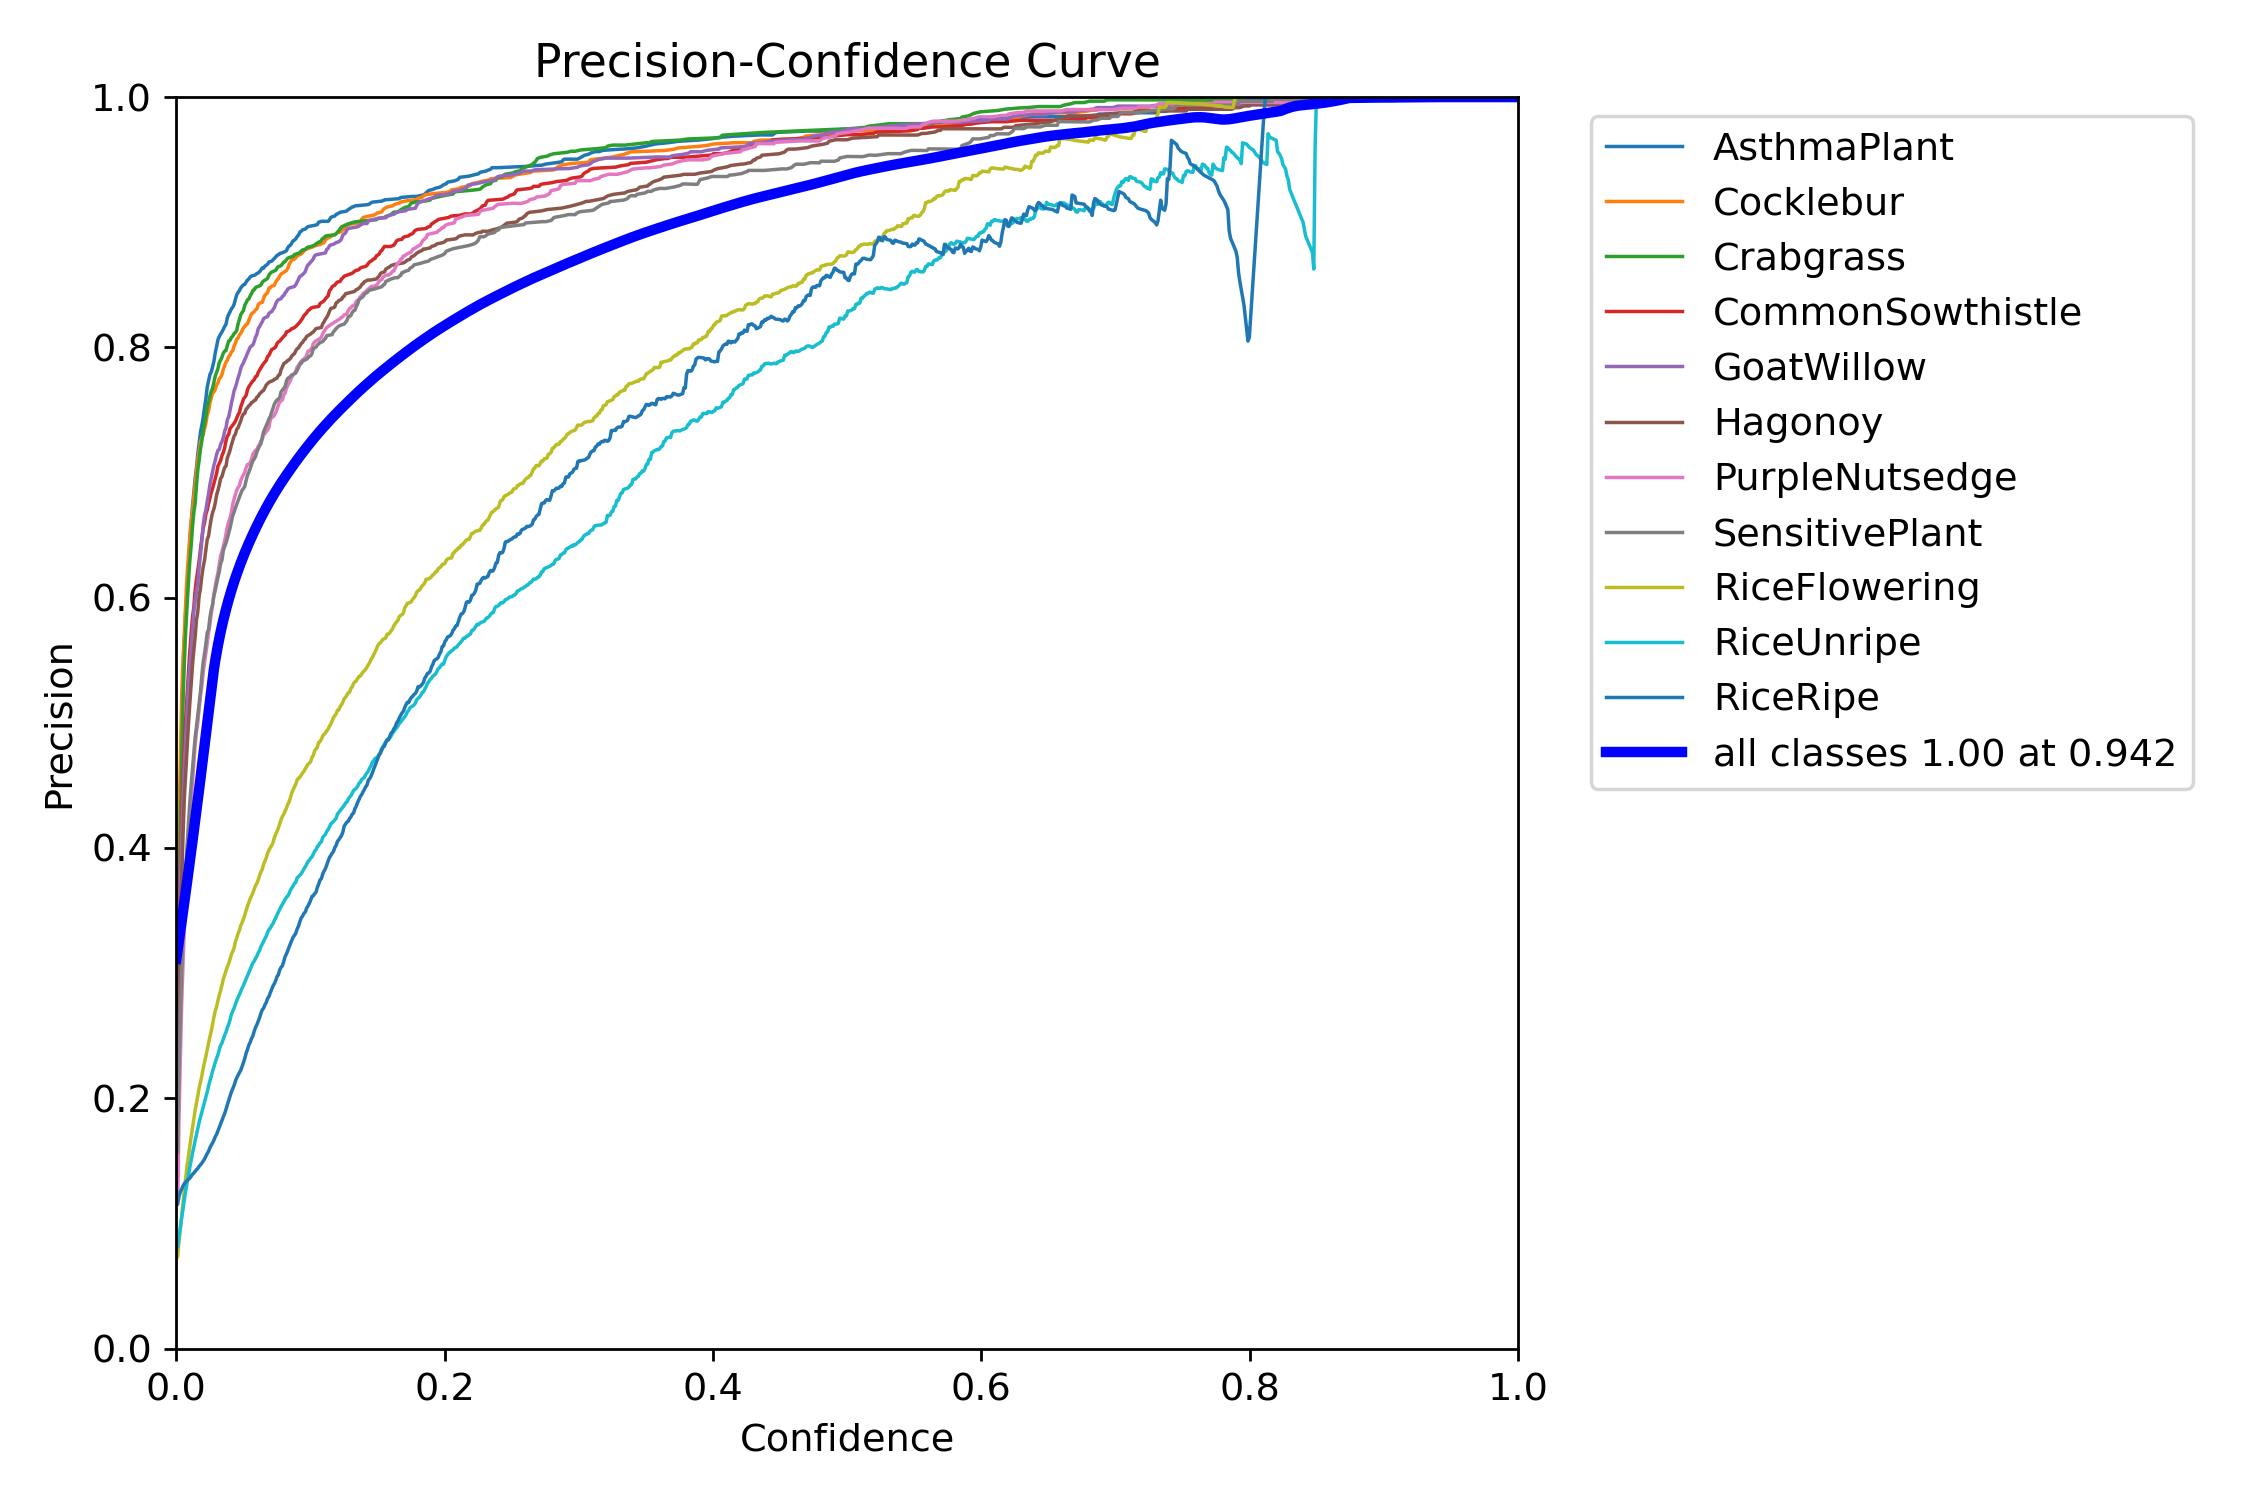 Precision-Confidence Curve
1.0
0.8
0.6
0.4
0.2
0.0
Precision
0.0 0.2 0.4 0.6 0.8 1.0
Confidence
AsthmaPlant
Cocklebur
Crabgrass
CommonSowthistle
GoatWillow
Hagonoy
PurpleNutsedge
SensitivePlant
RiceFlowering
RiceUnripe
RiceRipe
all classes 1.00 at 0.942